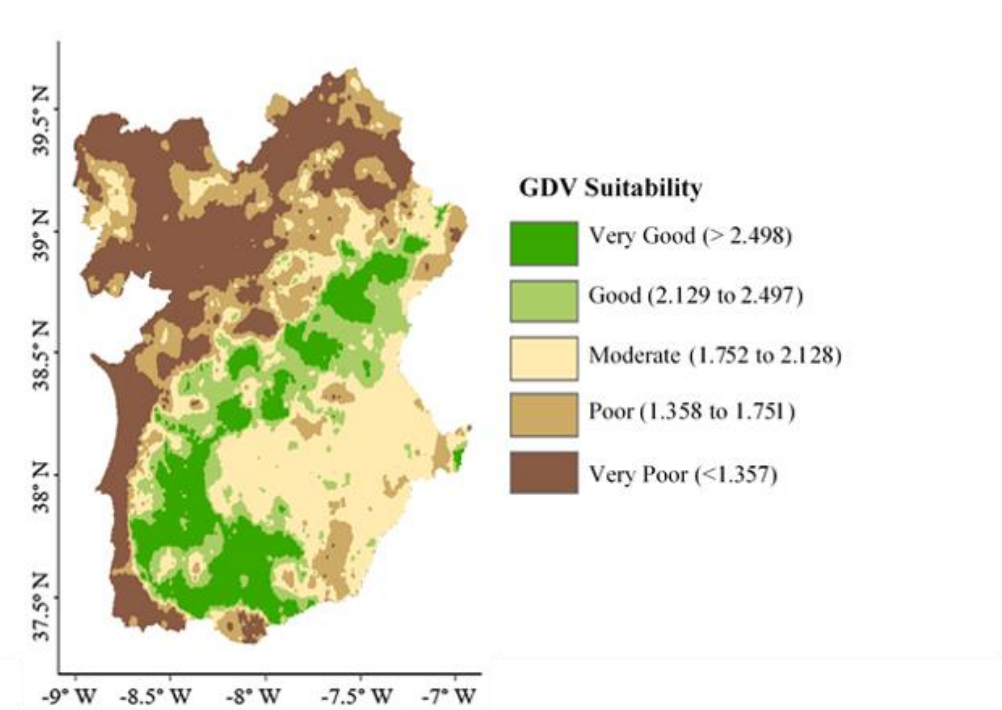 GDV Suitability
Very Good (> 2.498)
Good (2.129 to 2.497)
Moderate (1.752 to 2.128)
Poor (1.358 to 1.751)
Very Poor (<1.357)
39.5° N
39° N
38.5° N
38° N
37.5° N
-9° W -8.5° W -8° W -7.5° W -7° W